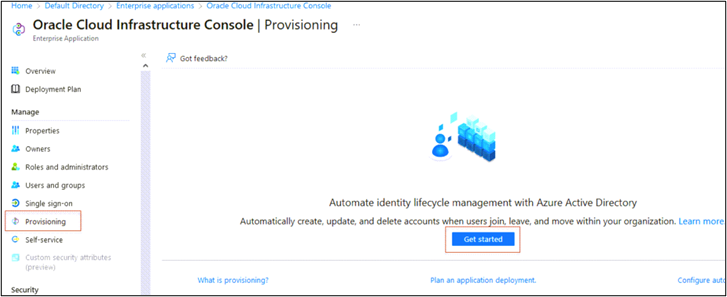 Home > Default Directory > Enterprise applications > Oracle Cloud Infrastructure Console
Oracle Cloud Infrastructure Console | Provisioning ...
Enterprise Application
Overview
Deployment Plan
Manage
Properties
Owners
Roles and administrators
Users and groups
Single sign-on
Provisioning
Self-service
Custom security attributes
(preview)
Security
Got feedback?
Automate identity lifecycle management with Azure Active Directory
Automatically create, update, and delete accounts when users join, leave, and move within your organization. Learn more
Get started
What is provisioning?
Plan an application deployment.
Configure auto